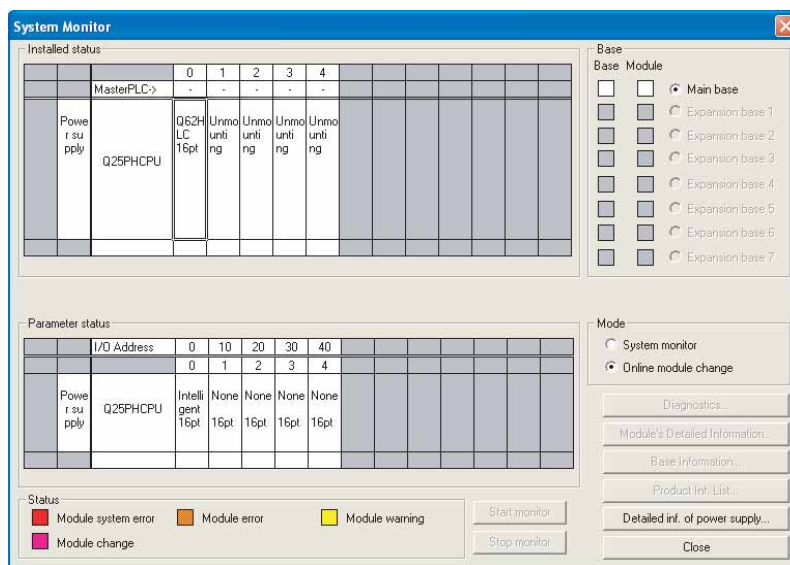 System Monitor
Installed status
0 1 2 3 4
MasterPLC-> - - - - -
Powe
r su
pply
Q25PHCPU
Q62H
LC
16pt
Unmo
unti
ng
Unmo
unti
ng
Unmo
unti
ng
Unmo
unti
ng
Base
Base Module
Main base
Expansion base 1
Expansion base 2
Expansion base 3
Expansion base 4
Expansion base 5
Expansion base 6
Expansion base 7
Parameter status
I/O Address 0 10 20 30 40
0 1 2 3 4
Powe
r su
pply
Q25PHCPU
Intelli
gent
16pt
None
16pt
None
16pt
None
16pt
None
16pt
Mode
System monitor
Online module change
Diagnostics...
Module's Detailed Information...
Base Information...
Product Inf. List...
Detailed inf. of power supply...
Close
Status
Module system error
Module error
Module warning
Module change
Start monitor
Stop monitor